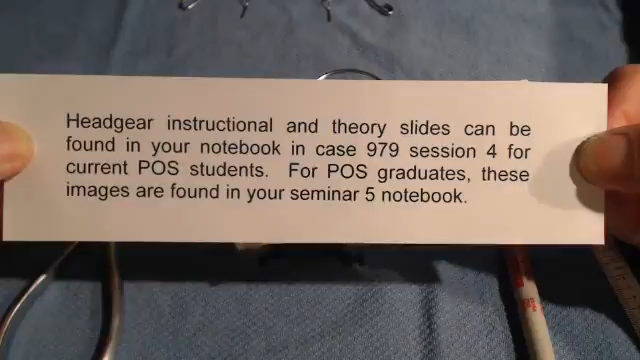 Headgear instructional and theory slides can be
found in your notebook in case 979 session 4 for
current POS students. For POS graduates, these
images are found in your seminar 5 notebook.